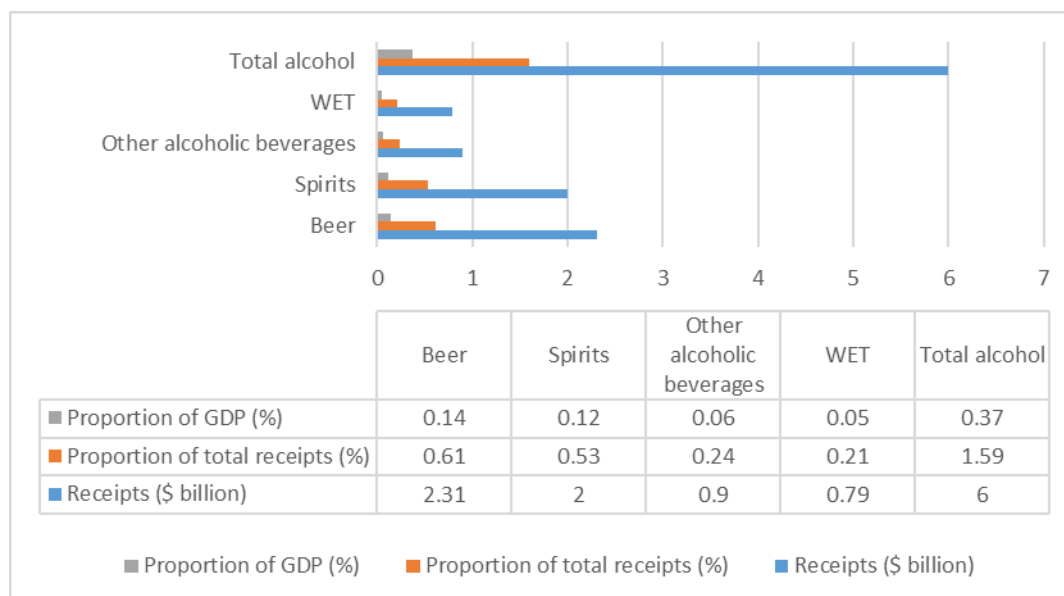 Total alcohol
WET
Other alcoholic beverages
Spirits
Beer
0 1 2 3 4 5 6 7
Beer Spirits Other alcoholic beverages WET Total alcohol
Proportion of GDP (%) 0.14 0.12 0.06 0.05 0.37
Proportion of total receipts (%) 0.61 0.53 0.24 0.21 1.59
Receipts ($ billion) 2.31 2 0.9 0.79 6
Proportion of GDP (%) Proportion of total receipts (%) Receipts ($ billion)